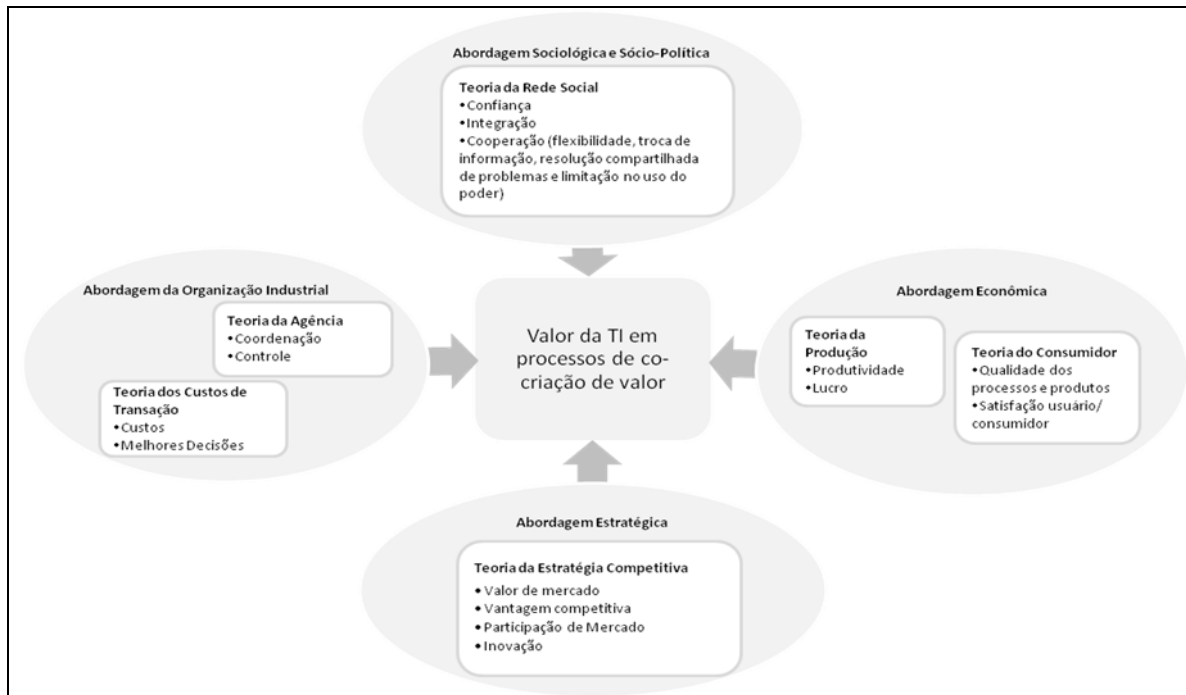 Abordagem Sociológica e Sócio-Política
Teoria da Rede Social
•Confiança
•Integração
•Cooperação (flexibilidade, troca de
informação, resolução compartilhada
de problemas e limitação no uso do
poder)
Abordagem da Organização Industrial
Teoria da Agência
•Coordenação
•Controle
Teoria dos Custos de
Transação
•Custos
•Melhores Decisões
Valor da TI em
processos de co-
criação de valor
Abordagem Econômica
Teoria da
Produção
•Produtividade
•Lucro
Teoria do Consumidor
•Qualidade dos
processos e produtos
•Satisfação usuário/
consumidor
Abordagem Estratégica
Teoria da Estratégia Competitiva
• Valor de mercado
• Vantagem competitiva
• Participação de Mercado
• Inovação